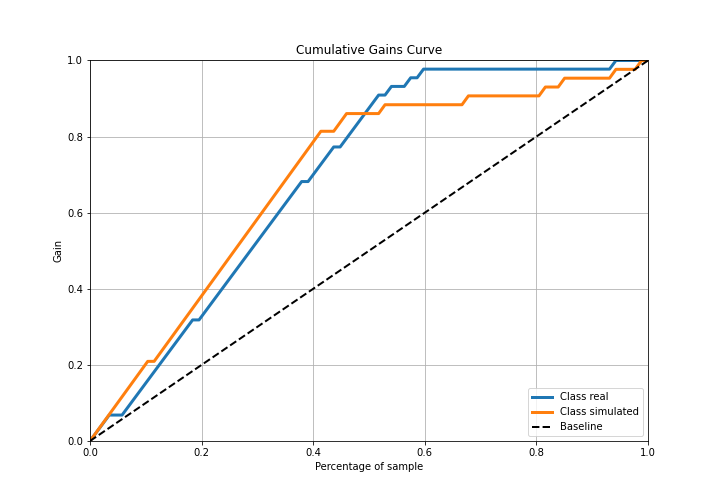 Cumulative Gains Curve
1.0
0.8
0.6
0.4
0.2
0.0
Gain
0.0 0.2 0.4 0.6 0.8 1.0
Percentage of sample
Class real
Class simulated
Baseline